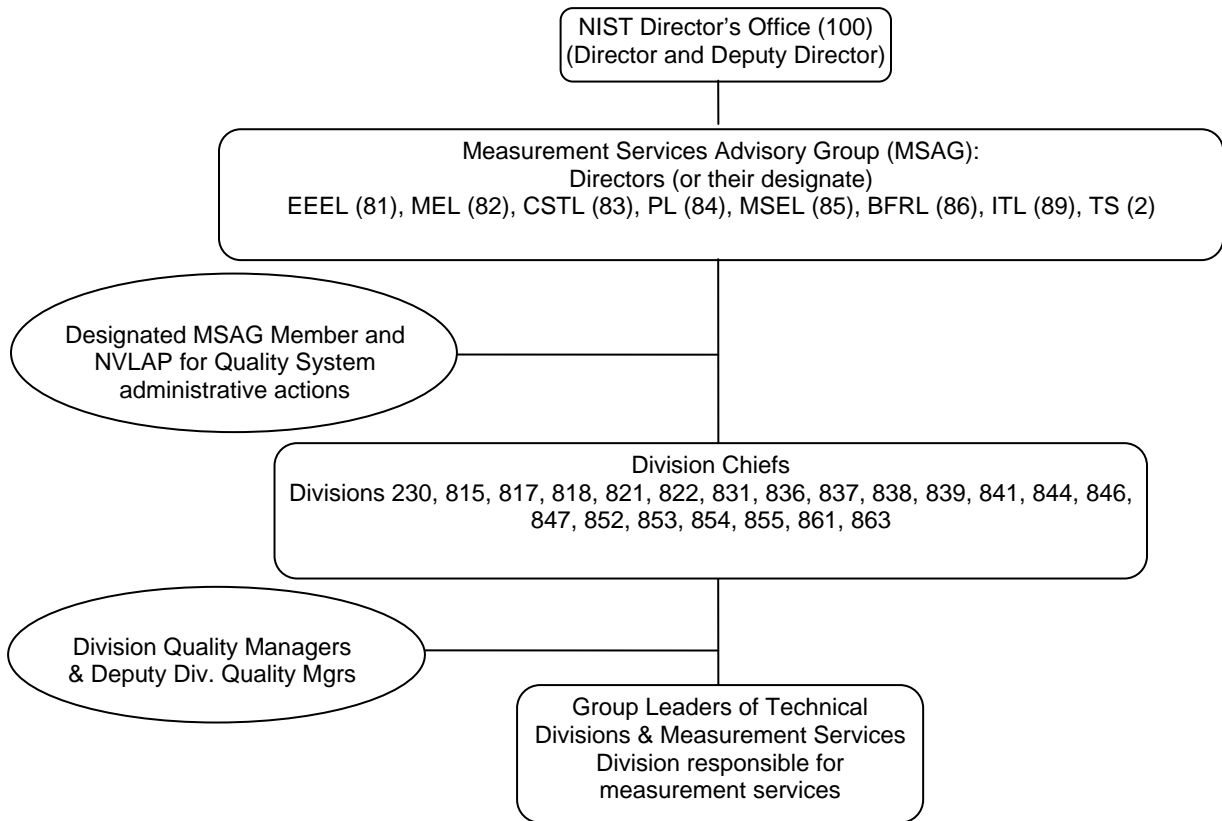 NIST Director’s Office (100)
(Director and Deputy Director)
Measurement Services Advisory Group (MSAG):
Directors (or their designate)
EEEL (81), MEL (82), CSTL (83), PL (84), MSEL (85), BFRL (86), ITL (89), TS (2)
Designated MSAG Member and
NVLAP for Quality System
administrative actions
Division Chiefs
Divisions 230, 815, 817, 818, 821, 822, 831, 836, 837, 838, 839, 841, 844, 846,
847, 852, 853, 854, 855, 861, 863
Division Quality Managers
& Deputy Div. Quality Mgrs
Group Leaders of Technical
Divisions & Measurement Services
Division responsible for
measurement services